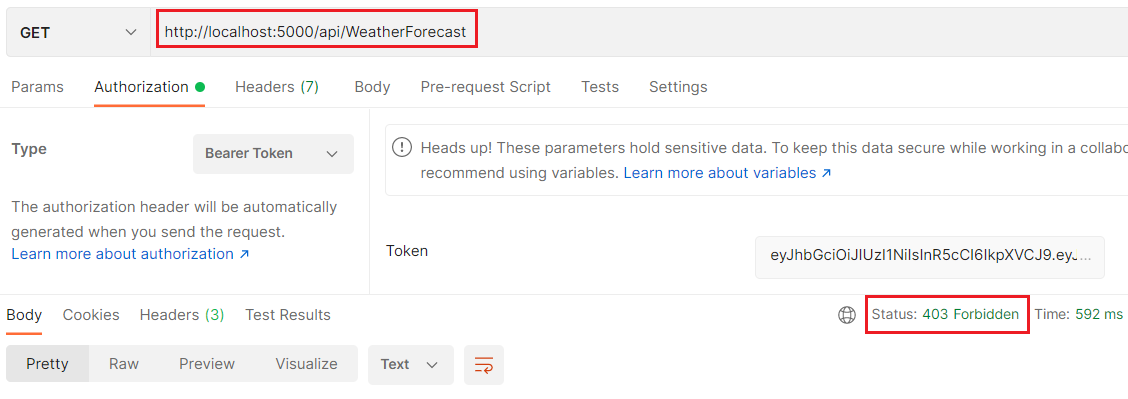 GET http://localhost:5000/api/WeatherForecast
Params Authorization Headers (7) Body Pre-request Script Tests Settings
Type Bearer Token
The authorization header will be automatically
generated when you send the request.
Learn more about authorization ↗
Heads up! These parameters hold sensitive data. To keep this data secure while working in a collabo
recommend using variables. Learn more about variables ↗
Token eyJhbGciOiJIUzI1NiIsInR5cCI6IkpXVCJ9.eyJ...
Body Cookies Headers (3) Test Results Status: 403 Forbidden Time: 592 ms
Pretty Raw Preview Visualize Text